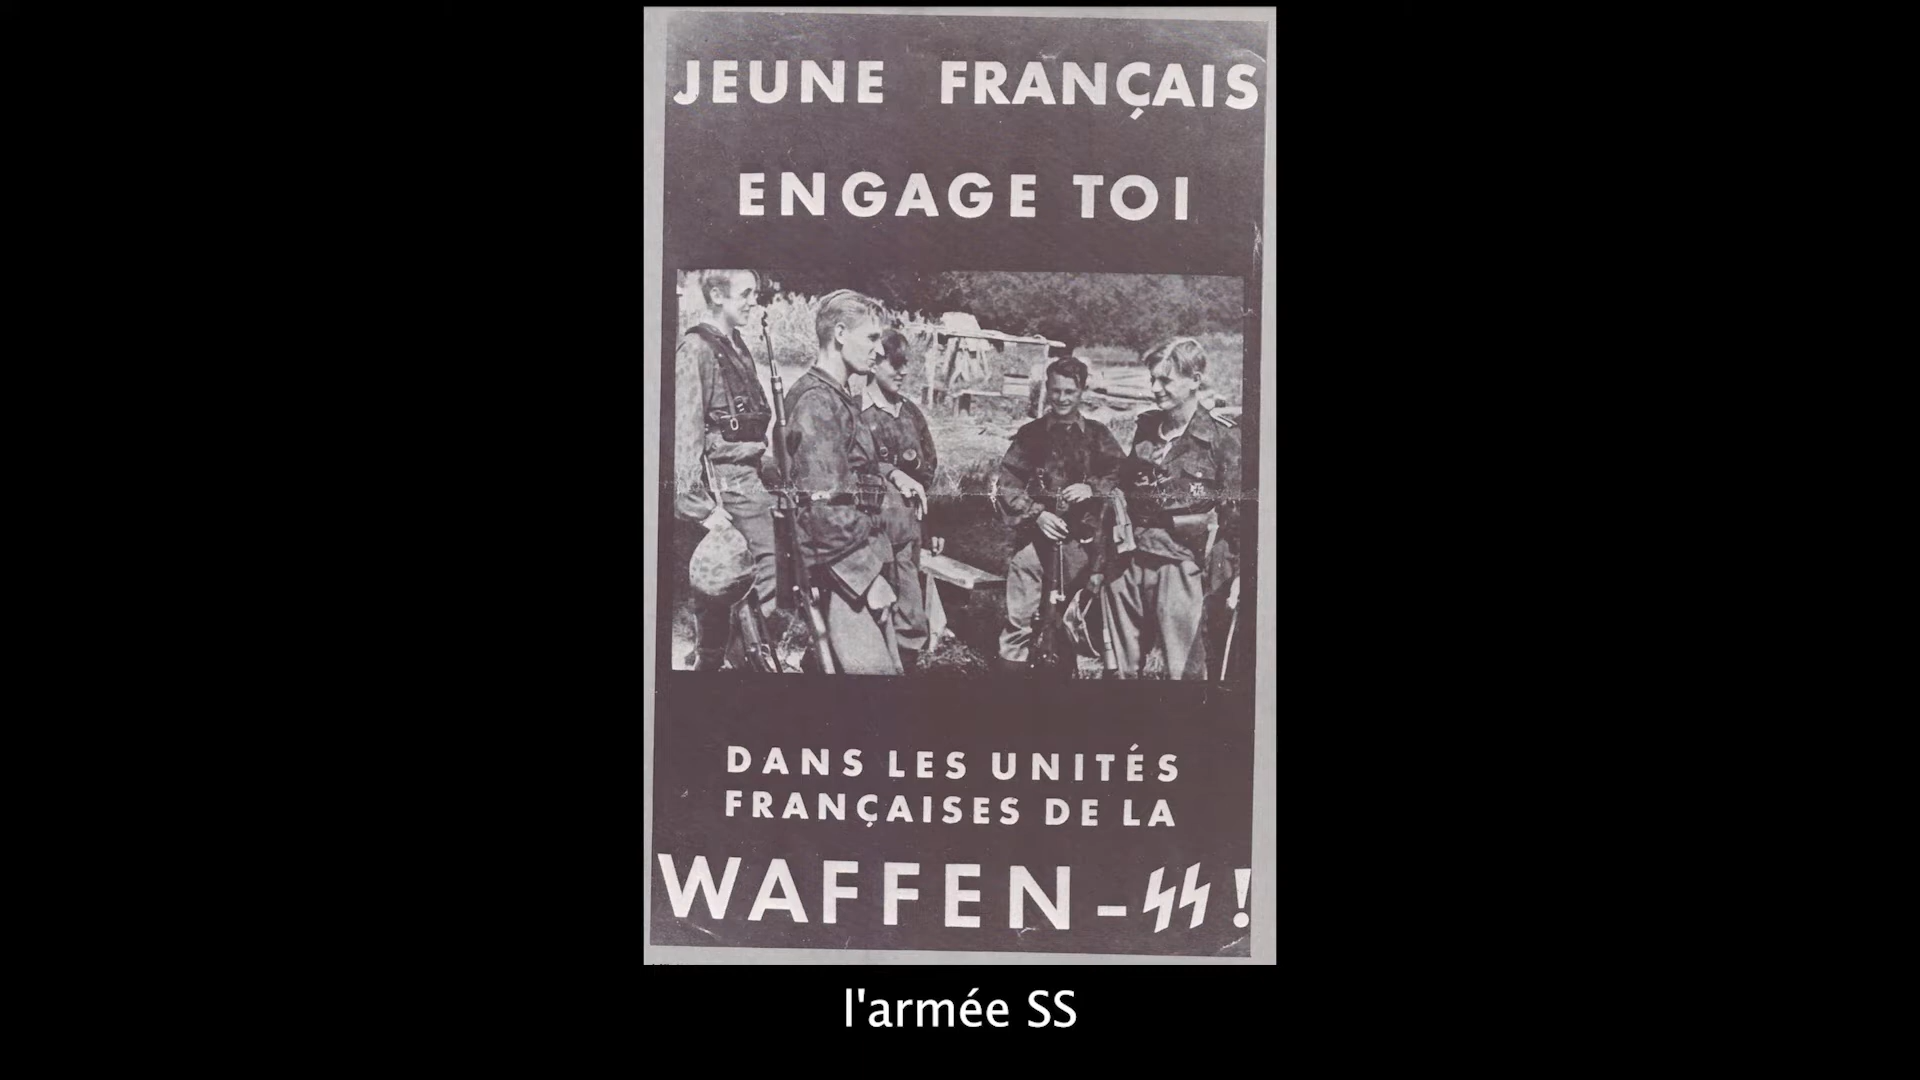 JEUNE FRANÇAIS
ENGAGE TOI
DANS LES UNITÉS
FRANÇAISES DE LA
WAFFEN-SS!
l'armée SS